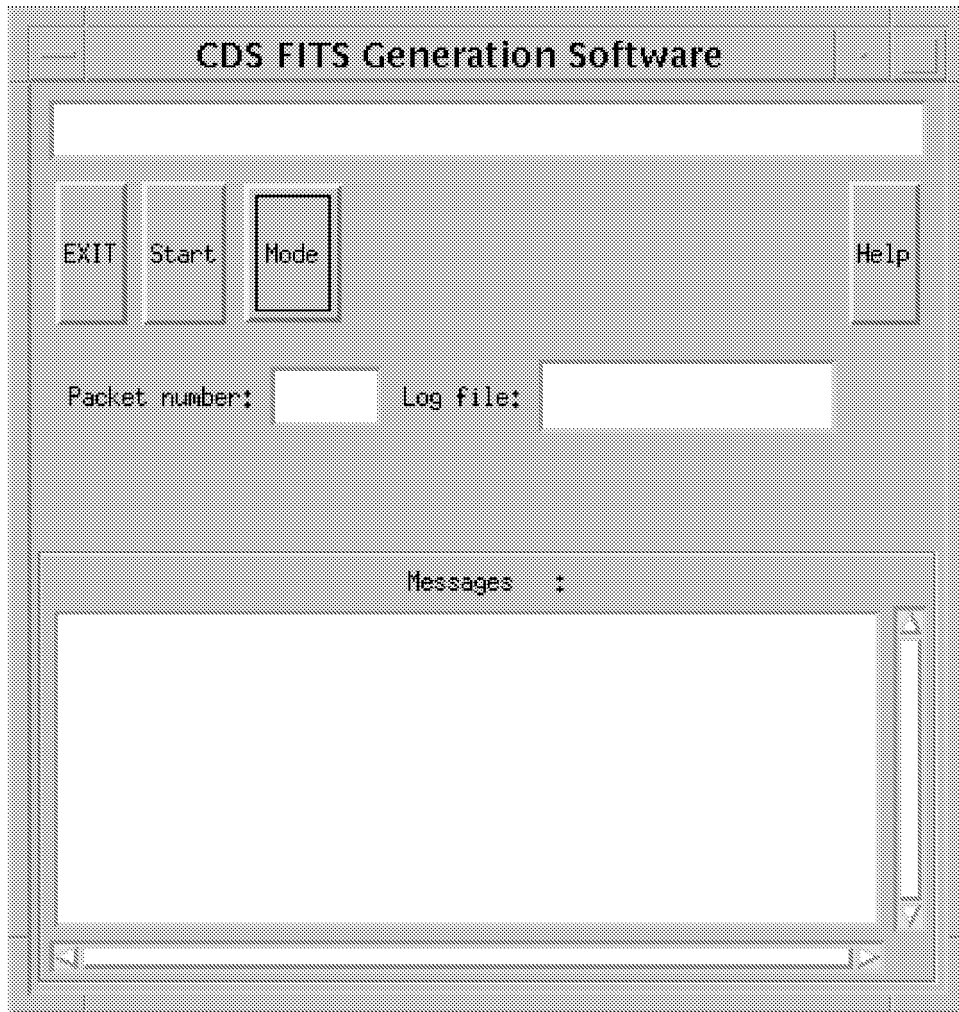 CDS FITS Generation Software
EXIT Start Mode Help
Packet number: Log file:
Messages :